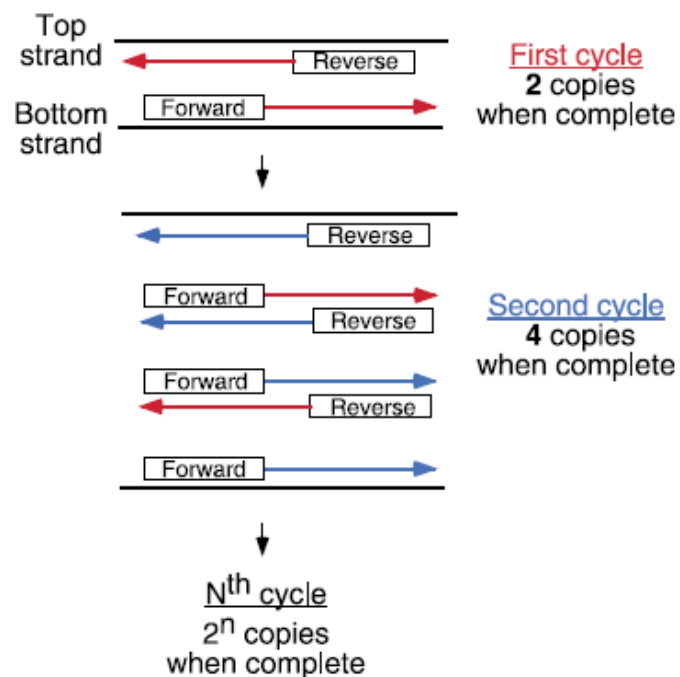 Top
strand
Reverse
Forward
Bottom
strand
First cycle
2 copies
when complete
Reverse
Forward
Reverse
Second cycle
4 copies
when complete
Forward
Reverse
Forward
Nth cycle
2n copies
when complete